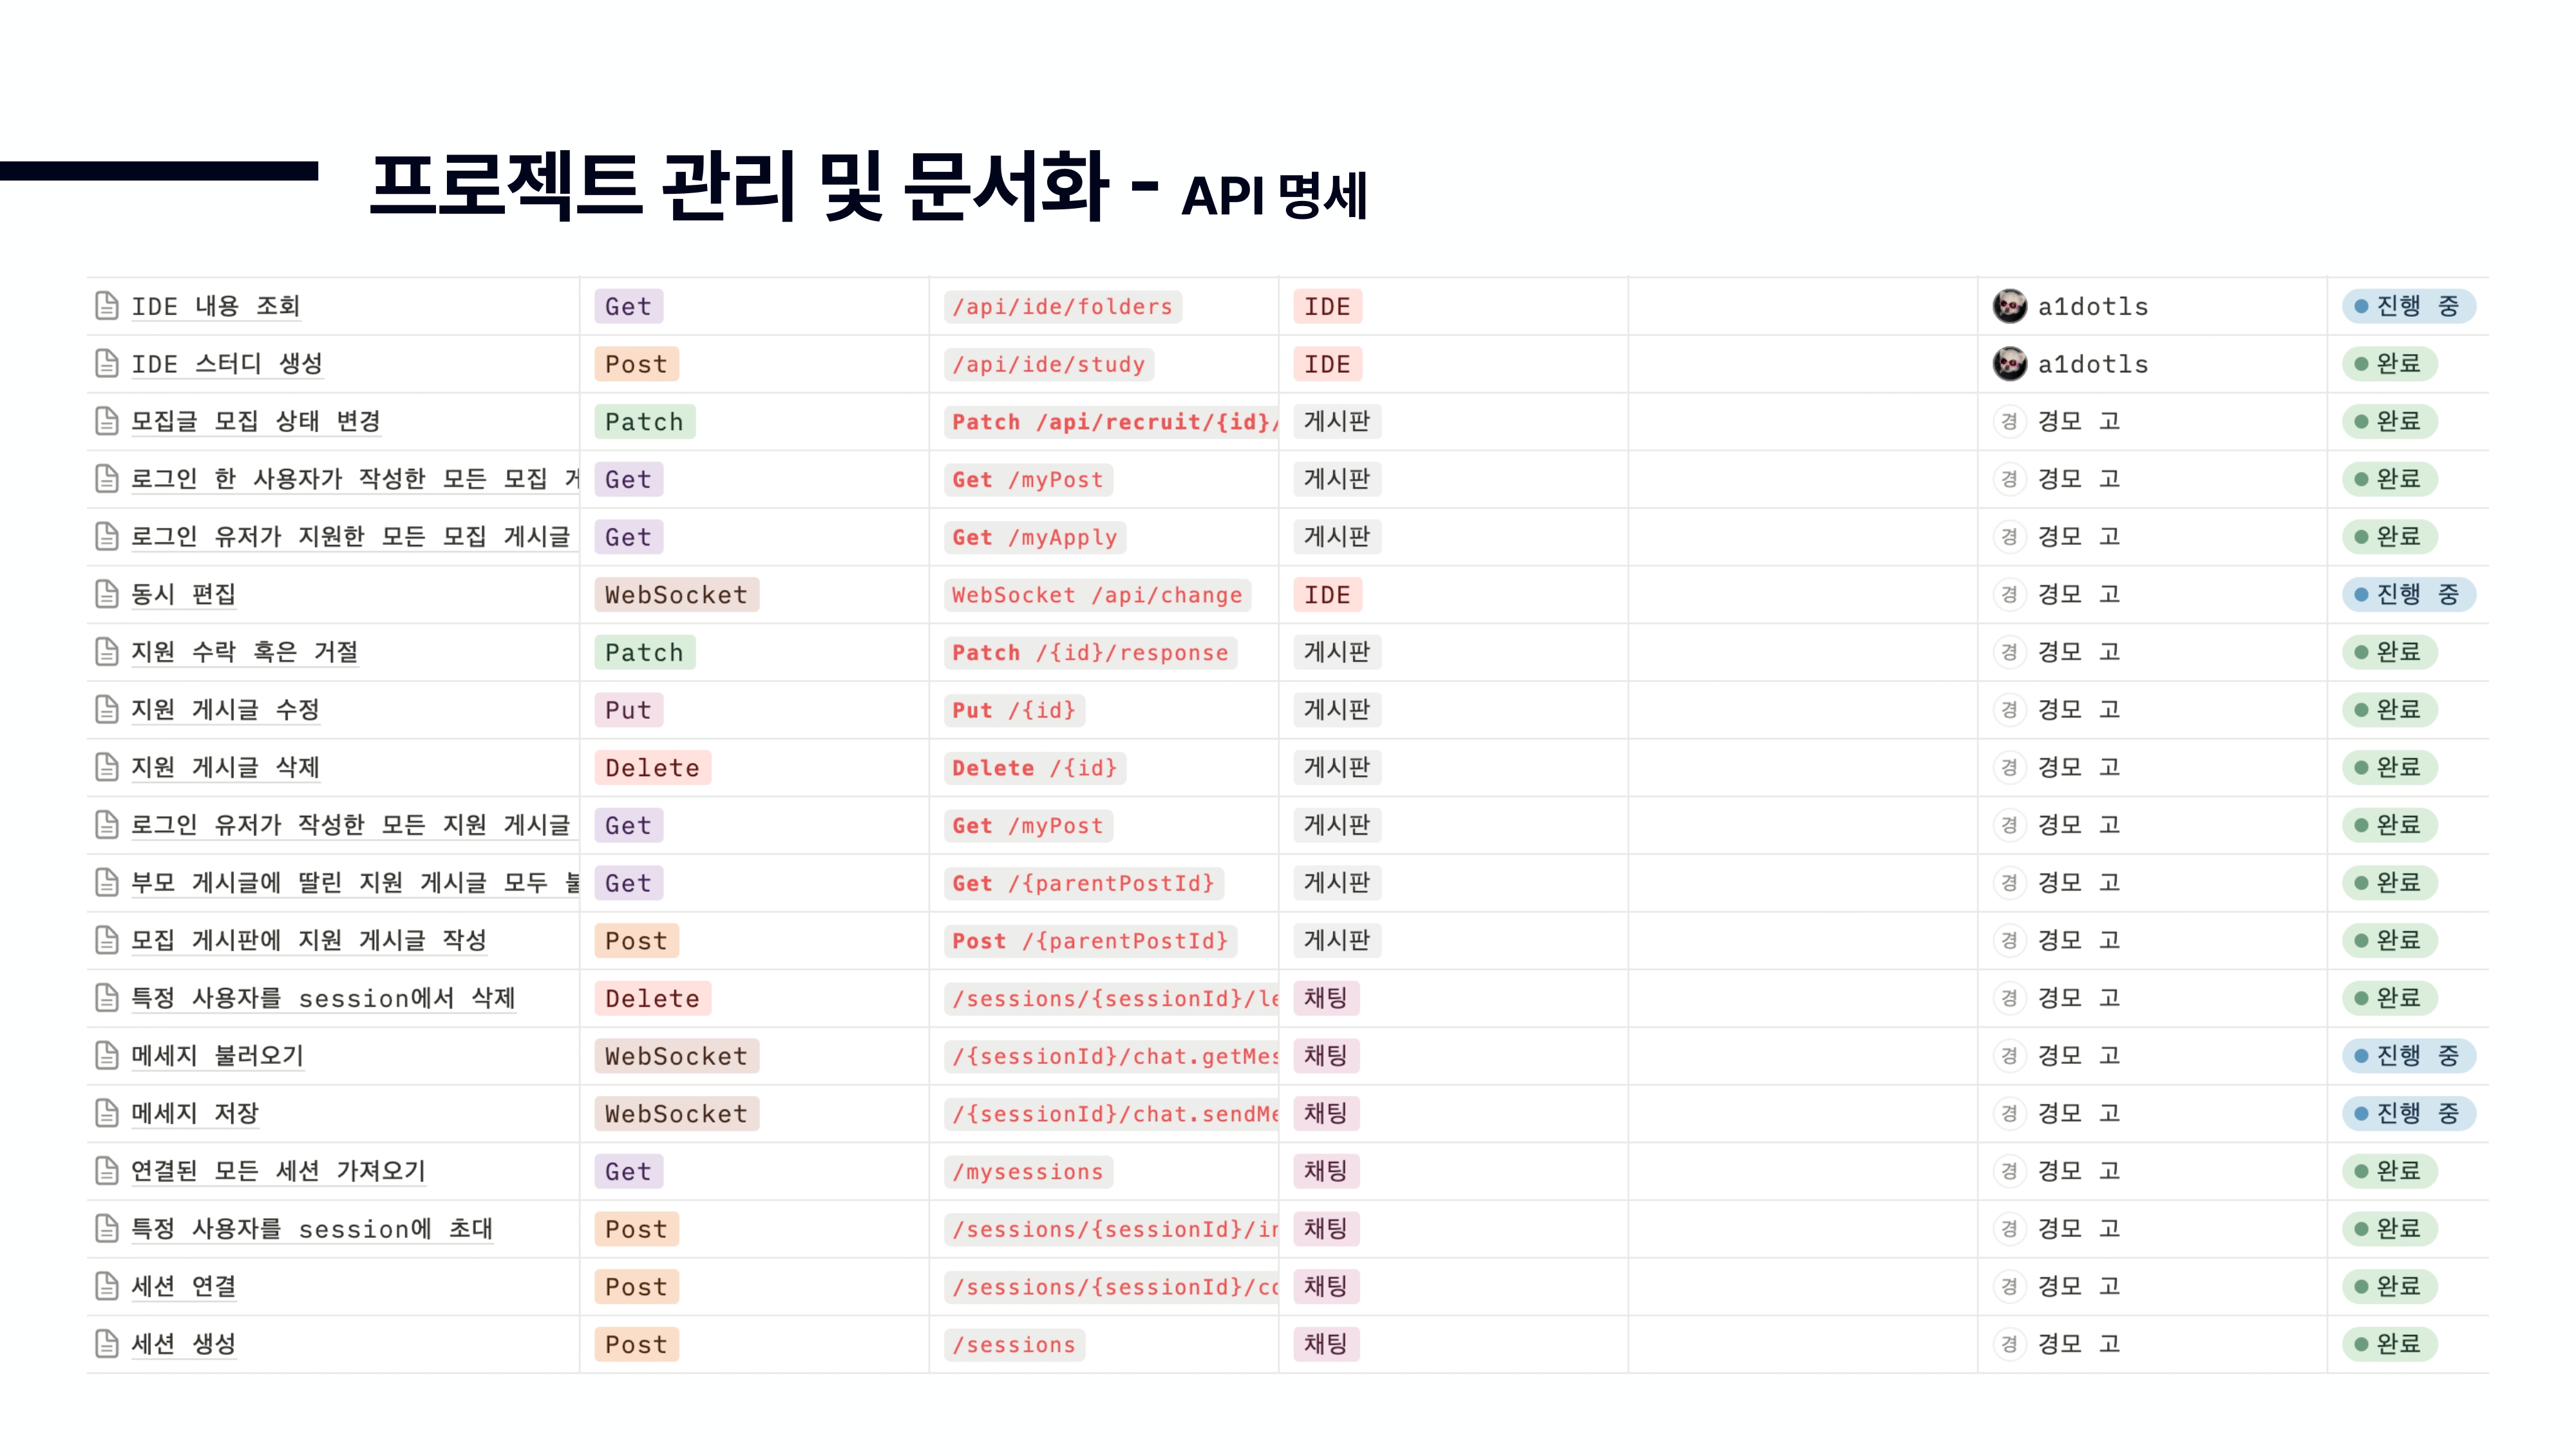 프로젝트 관리 및 문서화 - API 명세
IDE 내용 조회 Get /api/ide/folders IDE a1dotls 진행 중
IDE 스터디 생성 Post /api/ide/study IDE a1dotls 완료
모집글 모집 상태 변경 Patch Patch /api/recruit/{id}/ 게시판 경 경모 고 완료
로그인 한 사용자가 작성한 모든 모집 Get Get /myPost 게시판 경 경모 고 완료
로그인 유저가 지원한 모든 모집 게시글 Get Get /myApply 게시판 경 경모 고 완료
동시 편집 WebSocket WebSocket /api/change IDE 경 경모 고 진행 중
지원 수락 혹은 거절 Patch Patch /{id}/response 게시판 경 경모 고 완료
지원 게시글 수정 Put Put /{id} 게시판 경 경모 고 완료
지원 게시글 삭제 Delete Delete /{id} 게시판 경 경모 고 완료
로그인 유저가 작성한 모든 지원 게시글 Get Get /myPost 게시판 경 경모 고 완료
부모 게시글에 딸린 지원 게시글 모두 Get Get /{parentPostId} 게시판 경 경모 고 완료
모집 게시판에 지원 게시글 작성 Post Post /{parentPostId} 게시판 경 경모 고 완료
특정 사용자를 session에서 삭제 Delete /sessions/{sessionId}/le 채팅 경 경모 고 완료
메세지 불러오기 WebSocket /{sessionId}/chat.getMes 채팅 경 경모 고 진행 중
메세지 저장 WebSocket /{sessionId}/chat.sendMe 채팅 경 경모 고 진행 중
연결된 모든 세션 가져오기 Get /mysessions 채팅 경 경모 고 완료
특정 사용자를 session에 초대 Post /sessions/{sessionId}/in 채팅 경 경모 고 완료
세션 연결 Post /sessions/{sessionId}/co 채팅 경 경모 고 완료
세션 생성 Post /sessions 채팅 경 경모 고 완료